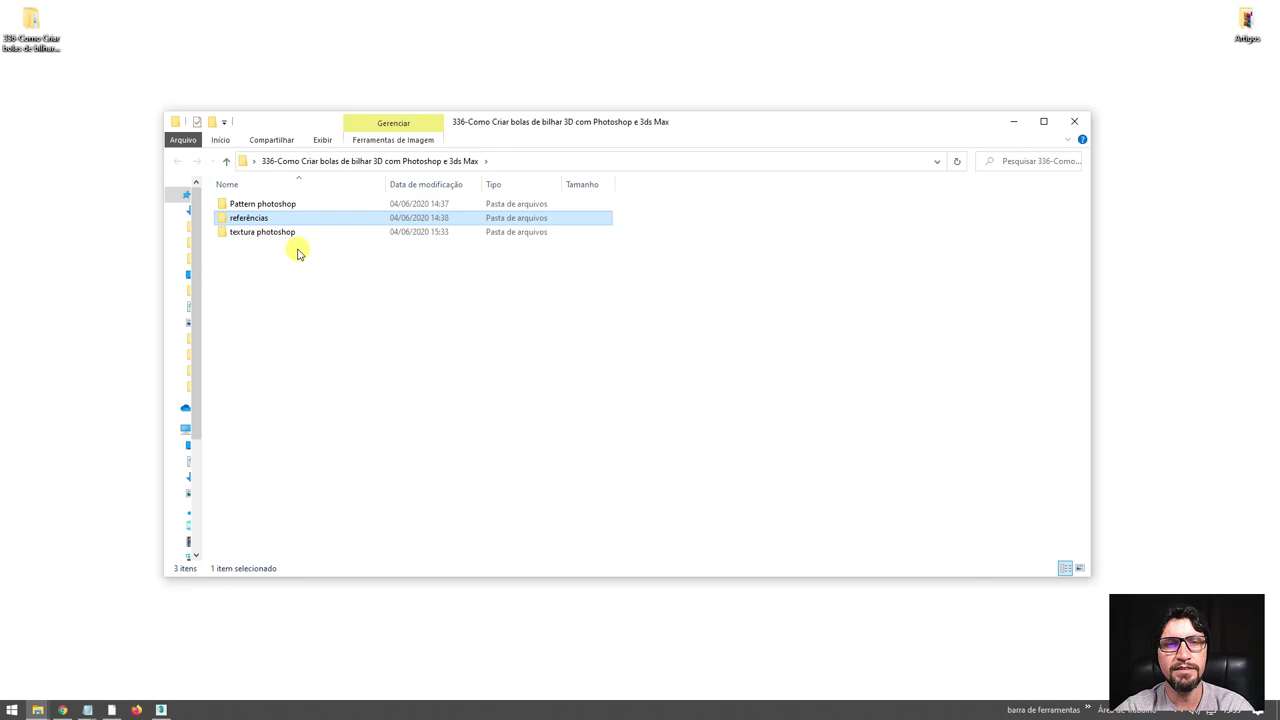 336-Como Criar
bolas de bilhar...
Artigos
Gerenciar
336-Como Criar bolas de bilhar 3D com Photoshop e 3ds Max
Arquivo
Início
Compartilhar
Exibir
Ferramentas de Imagem
336-Como Criar bolas de bilhar 3D com Photoshop e 3ds Max
Pesquisar 336-Como...
Nome
Data de modificação
Tipo
Tamanho
Pattern photoshop
04/06/2020 14:37
Pasta de arquivos
referências
04/06/2020 14:38
Pasta de arquivos
textura photoshop
04/06/2020 15:33
Pasta de arquivos
3 itens
1 item selecionado
barra de ferramentas